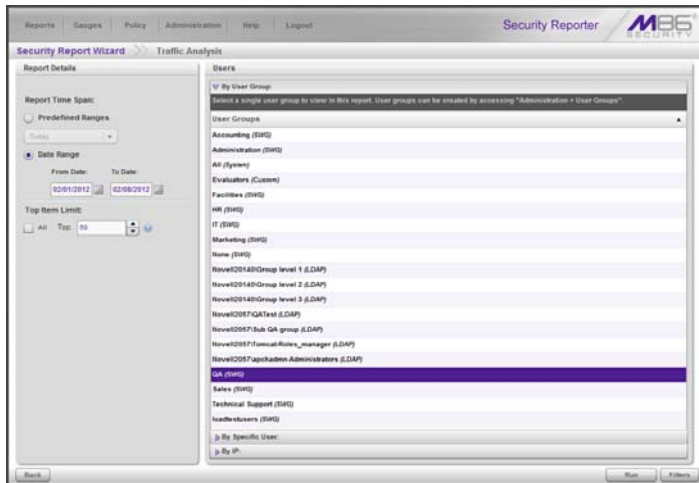 Reports Gauges Policy Administration Help Logout
Security Reporter
M86 SECURITY
Security Report Wizard Traffic Analysis
Report Details
Report Time Span:
Predefined Ranges
Today
Date Range
From Date: To Date:
02/01/2012 02/08/2012
Top Item Limit:
All Top: 50
Users
By User Group:
Select a single user group to view in this report. User groups can be created by accessing "Administration > User Groups".
User Groups
Accounting (SWG)
Administration (SWG)
All (System)
Evaluators (Custom)
Facilities (SWG)
HR (SWG)
IT (SWG)
Marketing (SWG)
None (SWG)
Novell20140\Group level 1 (LDAP)
Novell20140\Group level 2 (LDAP)
Novell20140\Group level 3 (LDAP)
Novell2057\QATest (LDAP)
Novell2057\Sub QA group (LDAP)
Novell2057\Tomcat-Roles_manager (LDAP)
Novell2057\apchadmn-Administrators (LDAP)
QA (SWG)
Sales (SWG)
Technical Support (SWG)
loadtestusers (SWG)
By Specific User:
By IP:
Back Run Filters